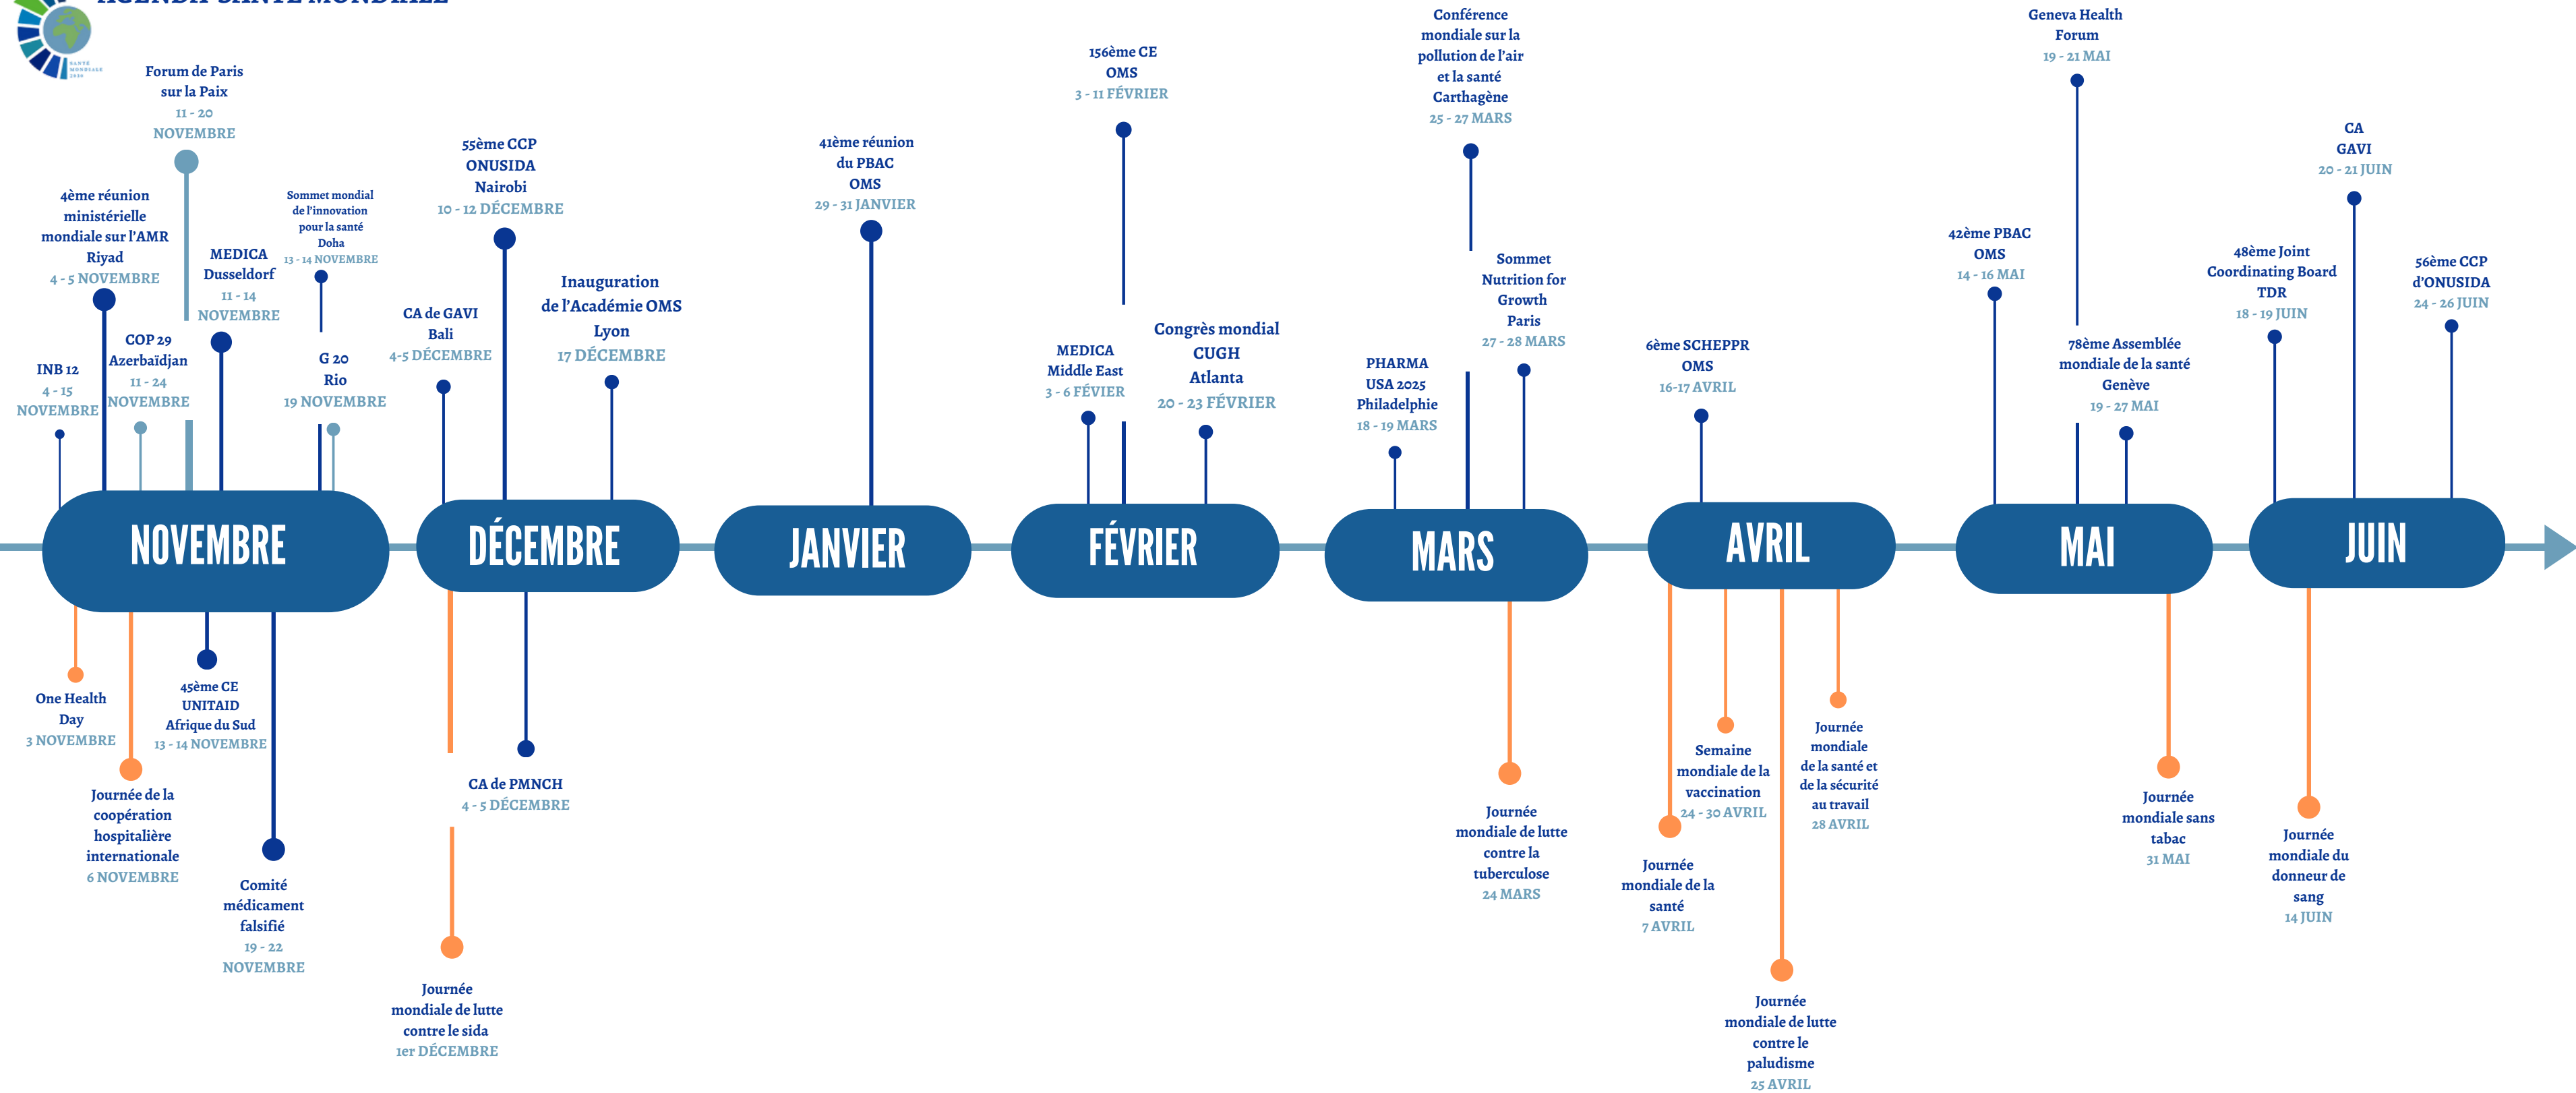 AGENDA SANTÉ MONDIALE
SANTÉ
MONDIALE
2030
Forum de Paris
sur la Paix
11 - 20
NOVEMBRE
4ème réunion
ministérielle
mondiale sur l'AMR
Riyad
4 - 5 NOVEMBRE
MEDICA
Dusseldorf
11 - 14
NOVEMBRE
Sommet mondial
de l'innovation
pour la santé
Doha
13 - 14 NOVEMBRE
INB 12
4 - 15
NOVEMBRE
COP 29
Azerbaïdjan
11 - 24
NOVEMBRE
G 20
Rio
19 NOVEMBRE
55ème CCP
ONUSIDA
Nairobi
10 - 12 DÉCEMBRE
CA de GAVI
Bali
4-5 DÉCEMBRE
Inauguration
de l'Académie OMS
Lyon
17 DÉCEMBRE
41ème réunion
du PBAC
OMS
29 - 31 JANVIER
156ème CE
OMS
3 - 11 FÉVRIER
MEDICA
Middle East
3 - 6 FÉVIER
Congrès mondial
CUGH
Atlanta
20 - 23 FÉVRIER
Conférence
mondiale sur la
pollution de l'air
et la santé
Carthagène
25 - 27 MARS
PHARMA
USA 2025
Philadelphie
18 - 19 MARS
Sommet
Nutrition for
Growth
Paris
27 - 28 MARS
6ème SCHEPPR
OMS
16-17 AVRIL
Geneva Health
Forum
19 - 21 MAI
42ème PBAC
OMS
14 - 16 MAI
78ème Assemblée
mondiale de la santé
Genève
19 - 27 MAI
CA
GAVI
20 - 21 JUIN
48ème Joint
Coordinating Board
TDR
18 - 19 JUIN
56ème CCP
d'ONUSIDA
24 - 26 JUIN
NOVEMBRE
DÉCEMBRE
JANVIER
FÉVRIER
MARS
AVRIL
MAI
JUIN
One Health
Day
3 NOVEMBRE
Journée de la
coopération
hospitalière
internationale
6 NOVEMBRE
45ème CE
UNITAID
Afrique du Sud
13 - 14 NOVEMBRE
Comité
médicament
falsifié
19 - 22
NOVEMBRE
CA de PMNCH
4 - 5 DÉCEMBRE
Journée
mondiale de lutte
contre le sida
1er DÉCEMBRE
Journée
mondiale de lutte
contre la
tuberculose
24 MARS
Journée
mondiale de la
santé
7 AVRIL
Semaine
mondiale de la
vaccination
24 - 30 AVRIL
Journée
mondiale de lutte
contre le
paludisme
25 AVRIL
Journée
mondiale
de la santé et
de la sécurité
au travail
28 AVRIL
Journée
mondiale sans
tabac
31 MAI
Journée
mondiale du
donneur de
sang
14 JUIN